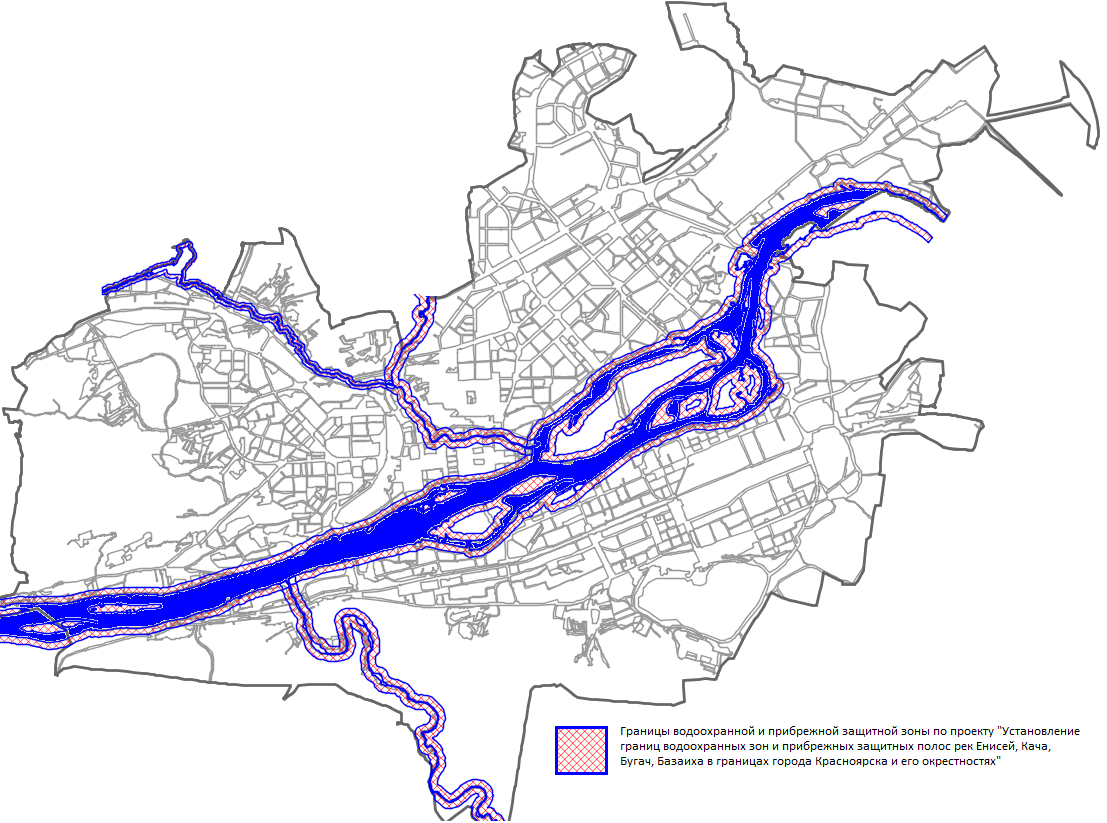 Границы водоохранной и прибрежной защитной зоны по проекту "Установление
границ водоохранных зон и прибрежных защитных полос рек Енисей, Кача,
Бугач, Базаиха в границах города Красноярска и его окрестностях"